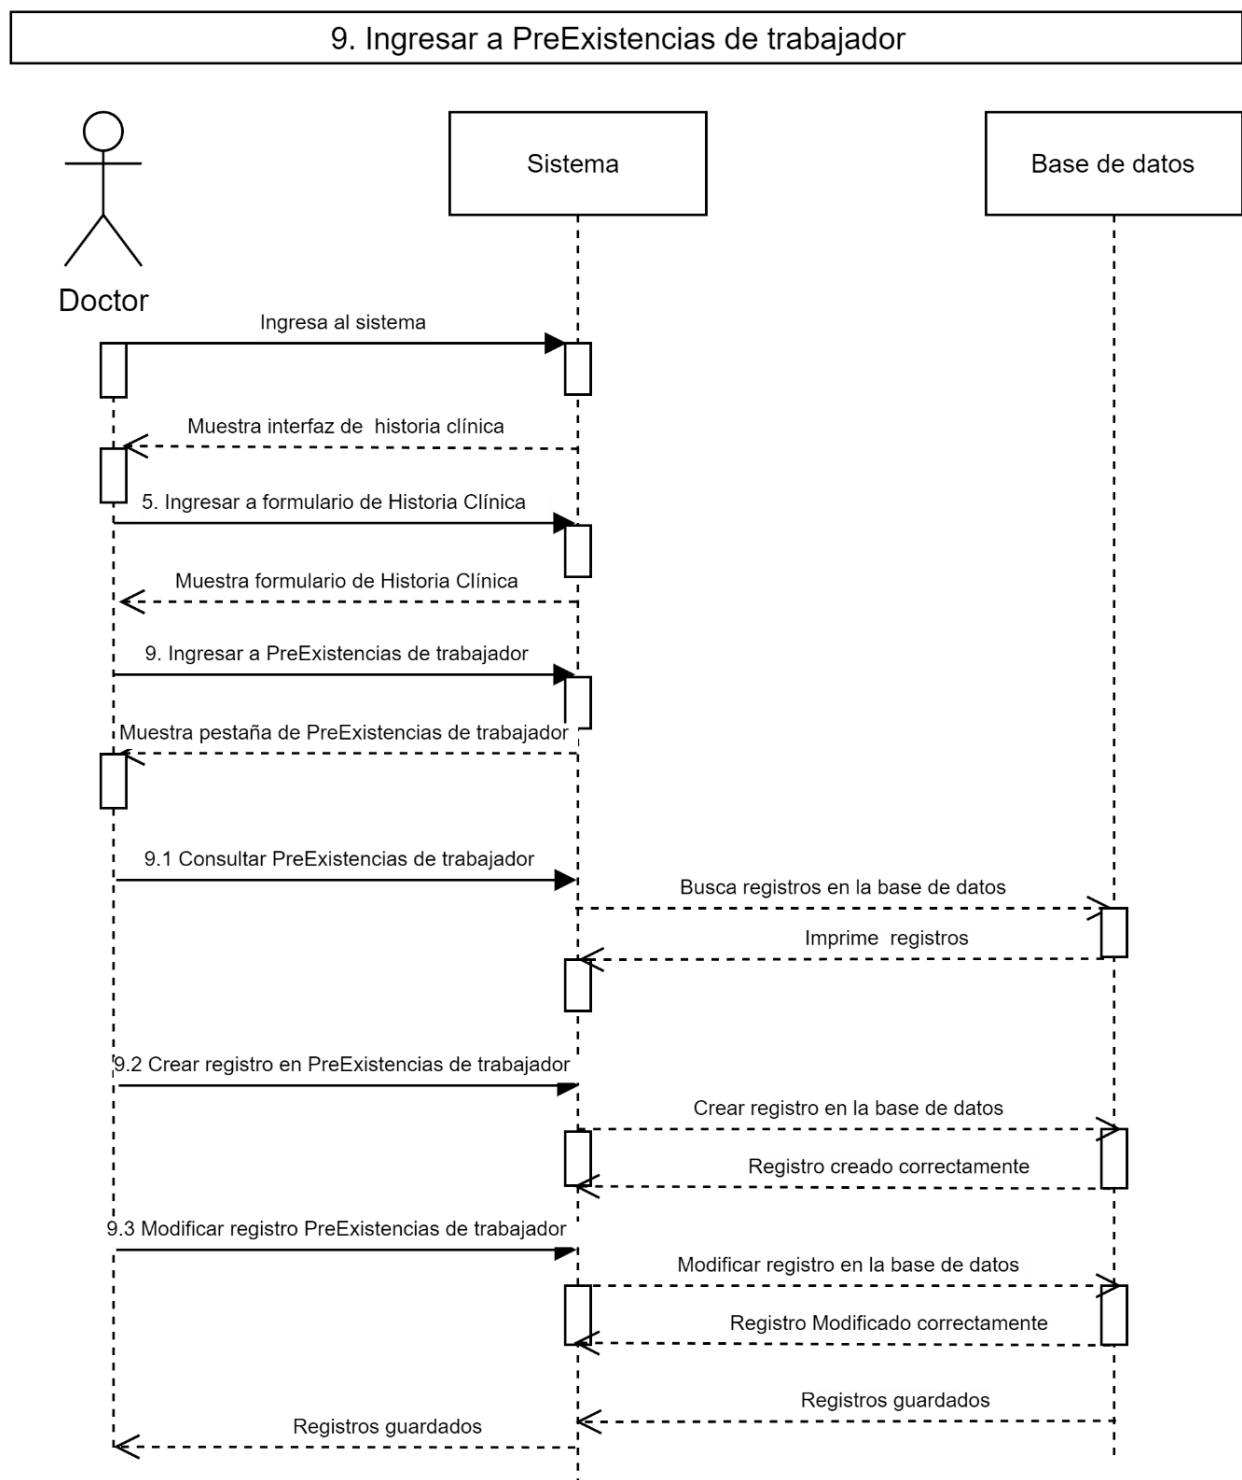 9. Ingresar a PreExistencias de trabajador
Sistema
Base de datos
Doctor
Ingresa al sistema
Muestra interfaz de historia clínica
5. Ingresar a formulario de Historia Clínica
Muestra formulario de Historia Clínica
9. Ingresar a PreExistencias de trabajador
Muestra pestaña de PreExistencias de trabajador
9.1 Consultar PreExistencias de trabajador
Busca registros en la base de datos
Imprime registros
9.2 Crear registro en PreExistencias de trabajador
Crear registro en la base de datos
Registro creado correctamente
9.3 Modificar registro PreExistencias de trabajador
Modificar registro en la base de datos
Registro Modificado correctamente
Registros guardados
Registros guardados